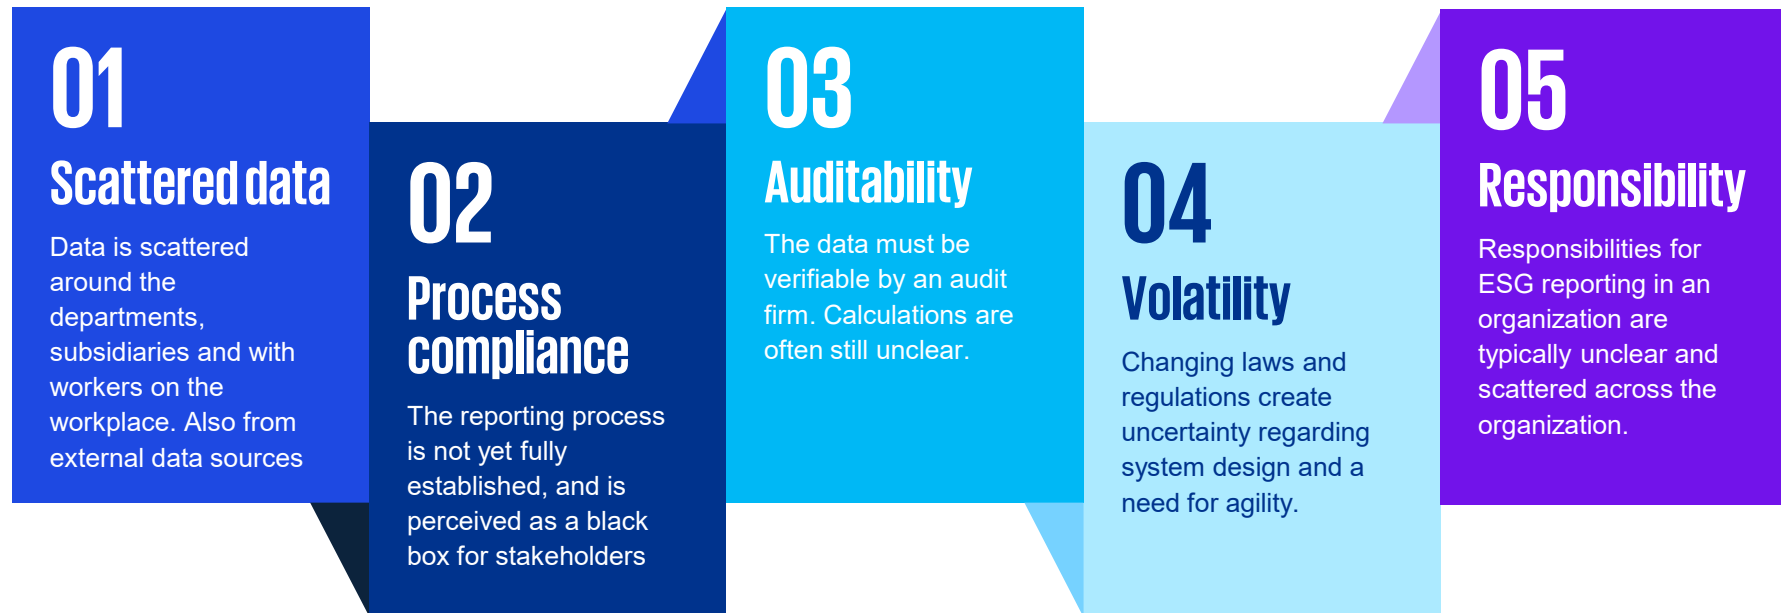 01
Scattered data
Data is scattered
around the
departments,
subsidiaries and with
workers on the
workplace. Also from
external data sources
02
Process
compliance
The reporting process
is not yet fully
established, and is
perceived as a black
box for stakeholders
03
Auditability
The data must be
verifiable by an audit
firm. Calculations are
often still unclear.
04
Volatility
Changing laws and
regulations create
uncertainty regarding
system design and a
need for agility.
05
Responsibility
Responsibilities for
ESG reporting in an
organization are
typically unclear and
scattered across the
organization.